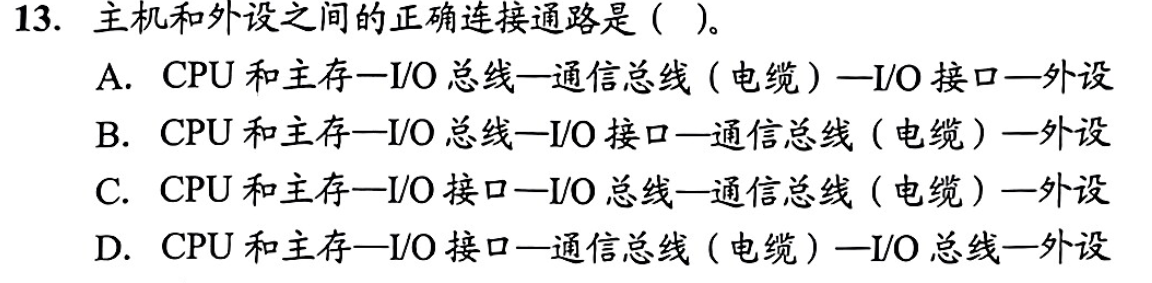 13. 主机和外设之间的正确连接通路是（ ）。
A. CPU 和主存—I/O 总线—通信总线（电缆）—I/O 接口—外设
B. CPU 和主存—I/O 总线—I/O 接口—通信总线（电缆）—外设
C. CPU 和主存—I/O 接口—I/O 总线—通信总线（电缆）—外设
D. CPU 和主存—I/O 接口—通信总线（电缆）—I/O 总线—外设